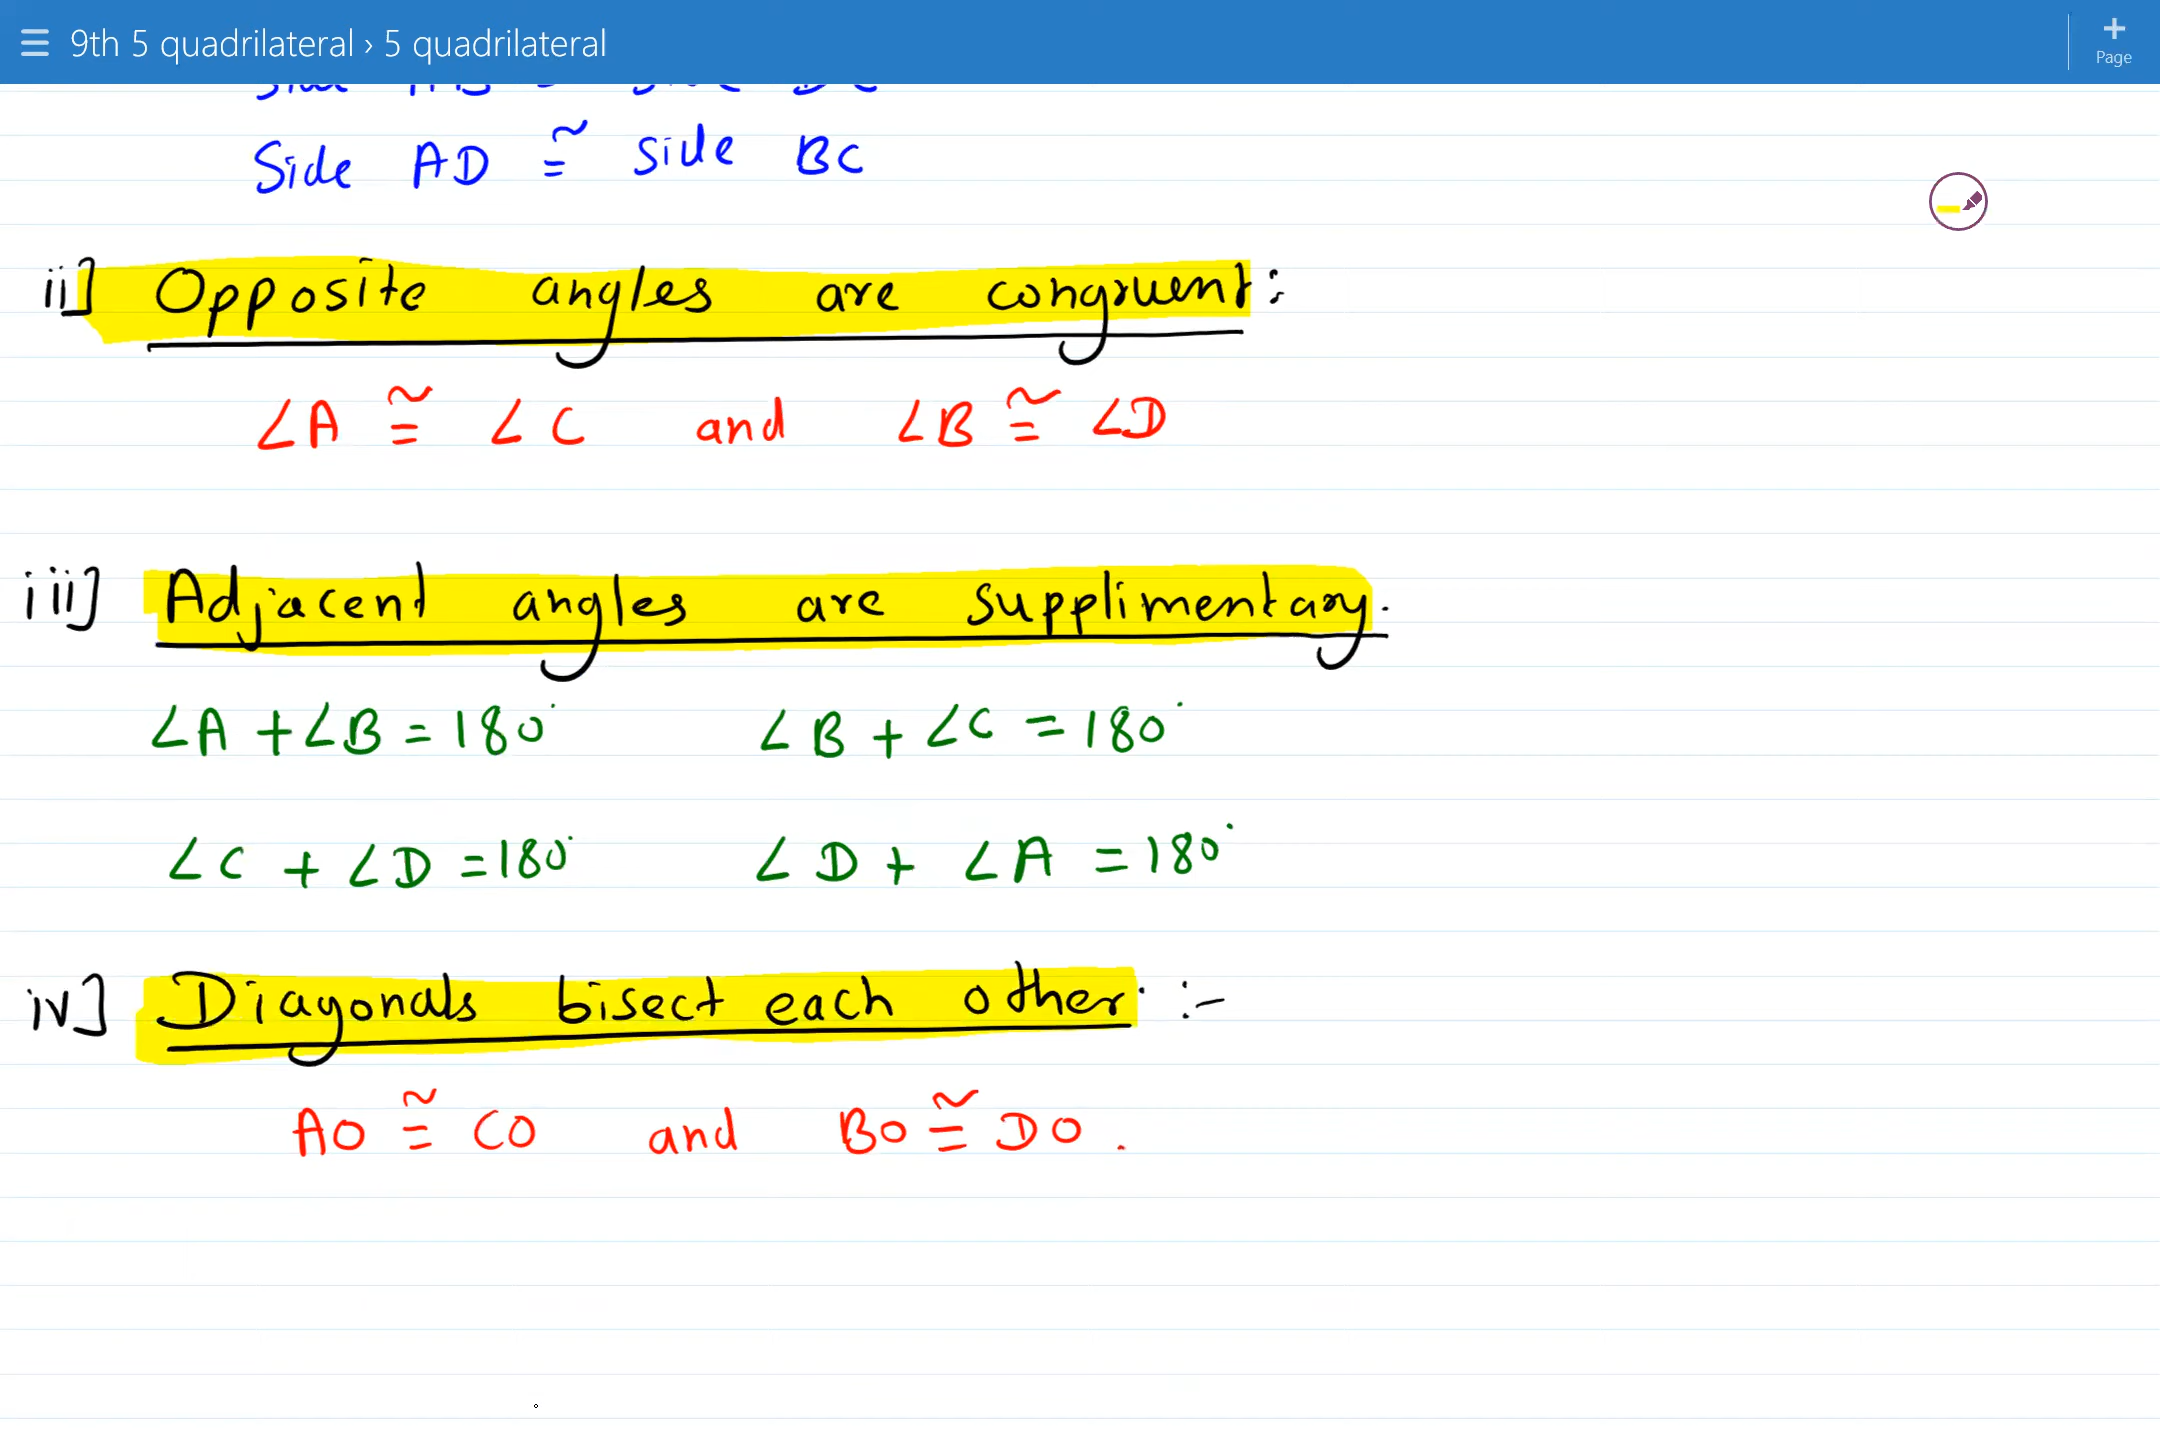 9th 5 quadrilateral › 5 quadrilateral
Page
Side AD ≅ side BC
ii] Opposite angles are congruent :
∠A ≅ ∠C and ∠B ≅ ∠D
iii] Adjacent angles are supplimentary.
∠A + ∠B = 180° ∠B + ∠C = 180°
∠C + ∠D = 180° ∠D + ∠A = 180°
iv] Diagonals bisect each other. :-
AO ≅ CO and BO ≅ DO .